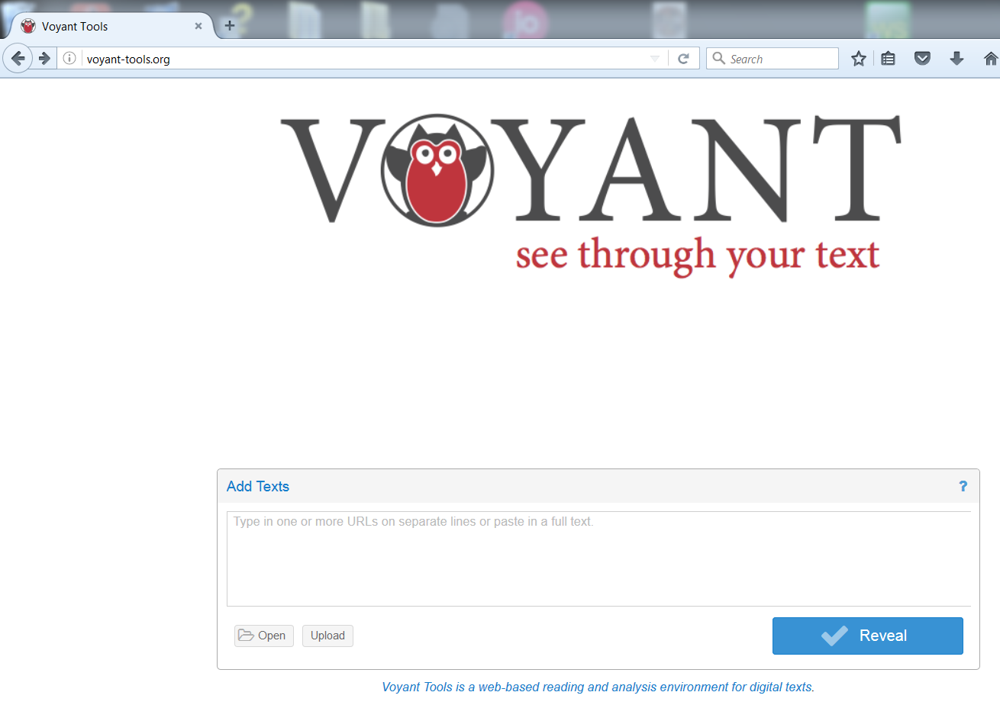 Voyant Tools
voyant-tools.org
Search
VOYANT
see through your text
Add Texts
?
Type in one or more URLs on separate lines or paste in a full text.
Open
Upload
Reveal
Voyant Tools is a web-based reading and analysis environment for digital texts.